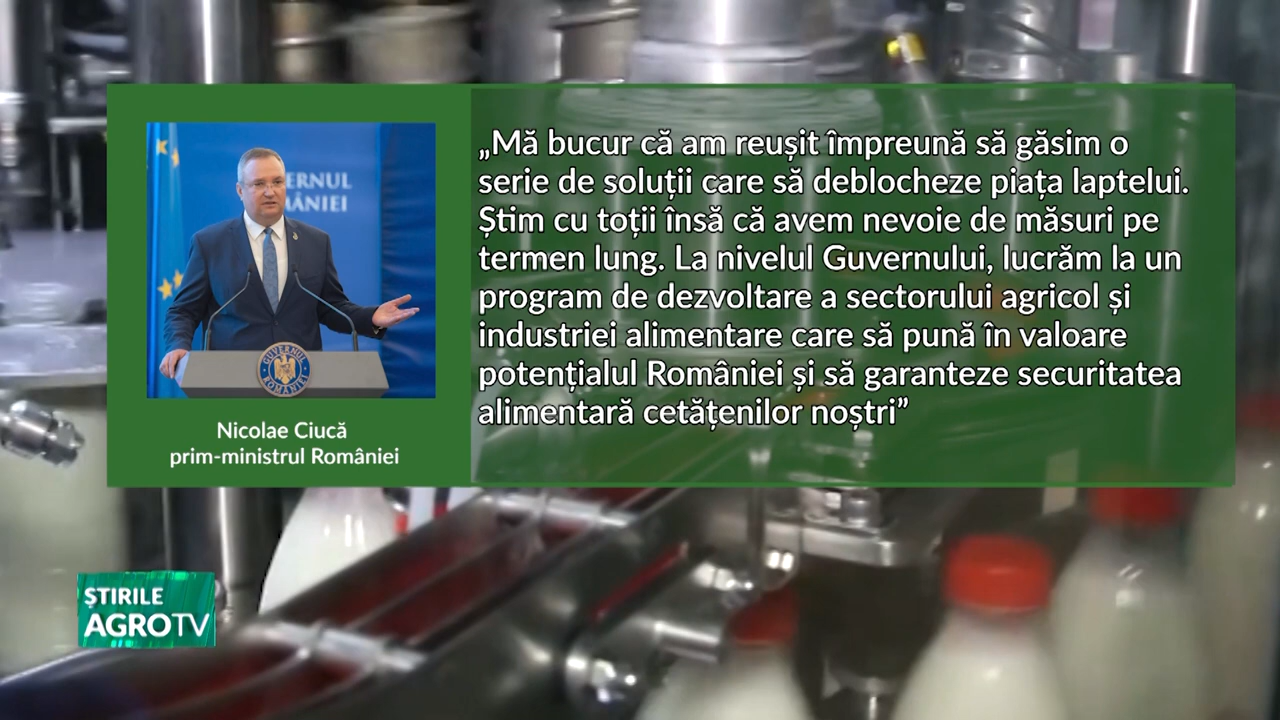 ERNUL
MÂNIEI
GUVERNUL
ROMÂNIEI
Nicolae Ciucă
prim-ministrul României
„Mă bucur că am reușit împreună să găsim o
serie de soluții care să deblocheze piața laptelui.
Știm cu toții însă că avem nevoie de măsuri pe
termen lung. La nivelul Guvernului, lucrăm la un
program de dezvoltare a sectorului agricol și
industriei alimentare care să pună în valoare
potențialul României și să garanteze securitatea
alimentară cetățenilor noștri”
ȘTIRILE
AGROTV